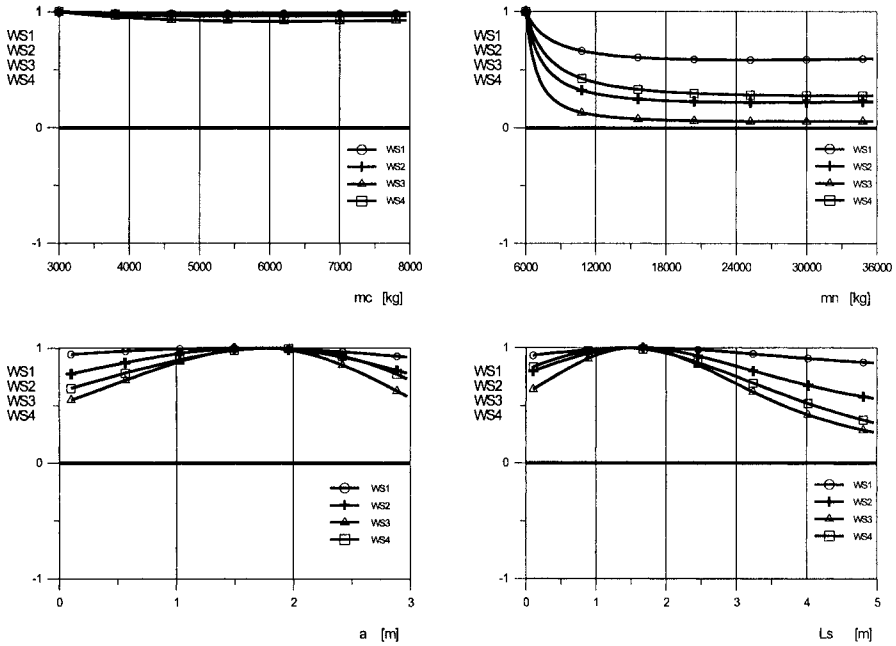 1
WS1
WS2
WS3
WS4
0
-1
WS1
WS2
WS3
WS4
3000 4000 5000 6000 7000 8000
mc [kg]
1
WS1
WS2
WS3
WS4
0
-1
WS1
WS2
WS3
WS4
6000 12000 18000 24000 30000 36000
mn [kg]
1
WS1
WS2
WS3
WS4
0
-1
WS1
WS2
WS3
WS4
0 1 2 3
a [m]
1
WS1
WS2
WS3
WS4
0
-1
WS1
WS2
WS3
WS4
0 1 2 3 4 5
Ls [m]